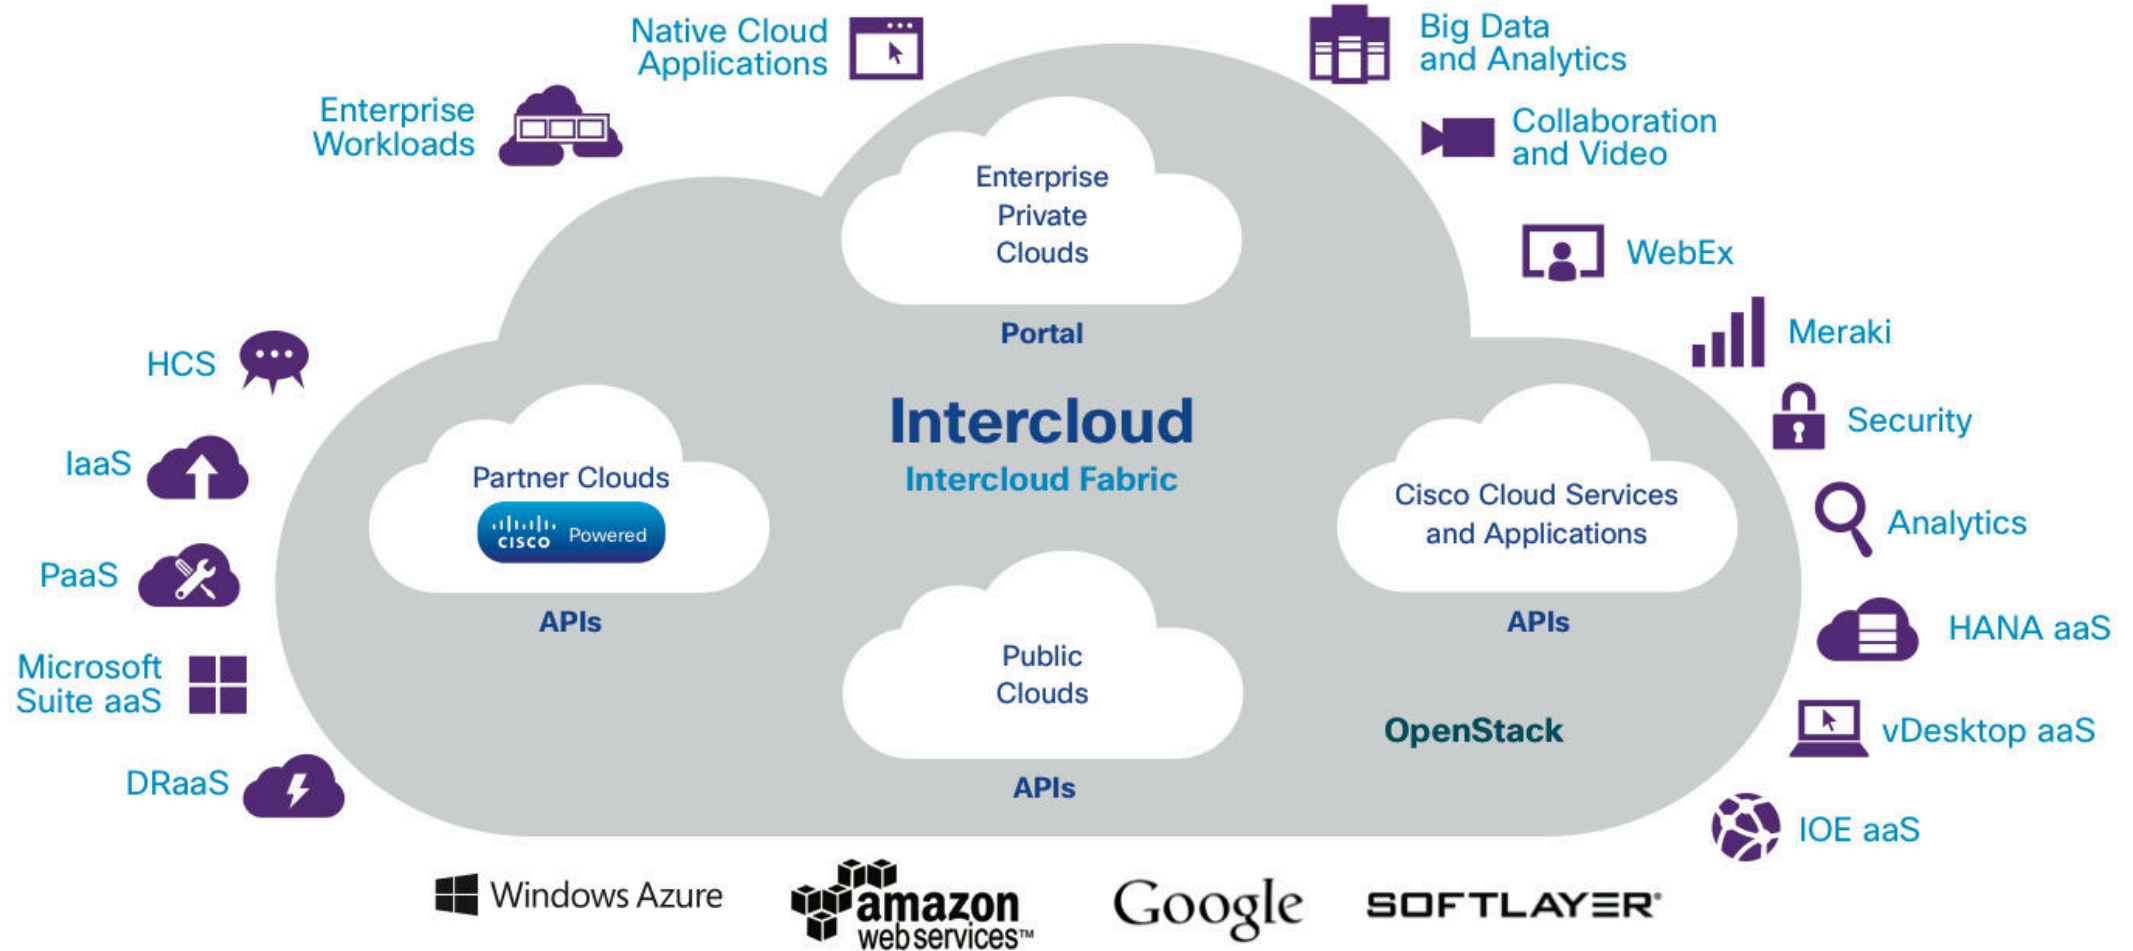 Native Cloud
Applications
Big Data
and Analytics
Enterprise
Workloads
Collaboration
and Video
Enterprise
Private
Clouds
WebEx
Portal
Meraki
HCS
Intercloud
Intercloud Fabric
Security
IaaS
Partner Clouds
CISCO Powered
Cisco Cloud Services
and Applications
Analytics
PaaS
APIs
APIs
HANA aaS
Public
Clouds
Microsoft
Suite aaS
OpenStack
vDesktop aaS
DRaaS
APIs
IOE aaS
Windows Azure
amazon
webservices™
Google
SOFTLAYER®